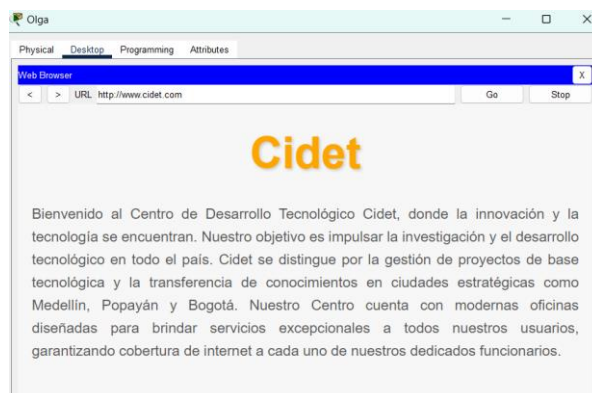 Olga
Physical Desktop Programming Attributes
Web Browser X
< > URL http://www.cidet.com Go Stop
Cidet
Bienvenido al Centro de Desarrollo Tecnológico Cidet, donde la innovación y la
tecnología se encuentran. Nuestro objetivo es impulsar la investigación y el desarrollo
tecnológico en todo el país. Cidet se distingue por la gestión de proyectos de base
tecnológica y la transferencia de conocimientos en ciudades estratégicas como
Medellín, Popayán y Bogotá. Nuestro Centro cuenta con modernas oficinas
diseñadas para brindar servicios excepcionales a todos nuestros usuarios,
garantizando cobertura de internet a cada uno de nuestros dedicados funcionarios.